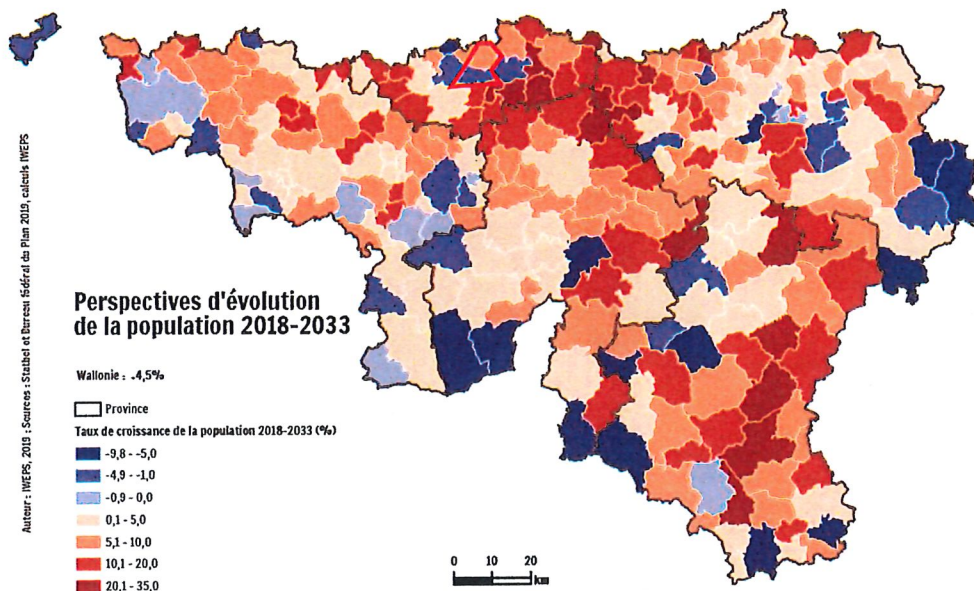 Perspectives d'évolution
de la population 2018-2033
Wallonie : .4,5%
Province
Taux de croissance de la population 2018-2033 (%)
-9,8 - -5,0
-4,9 - -1,0
-0,9 - 0,0
0,1 - 5,0
5,1 - 10,0
10,1 - 20,0
20,1 - 35,0
0 10 20
km
Auteur : IWEPS, 2019 ; Sources : Statbel et Bureau fédéral du Plan 2019, calculs IWEPS